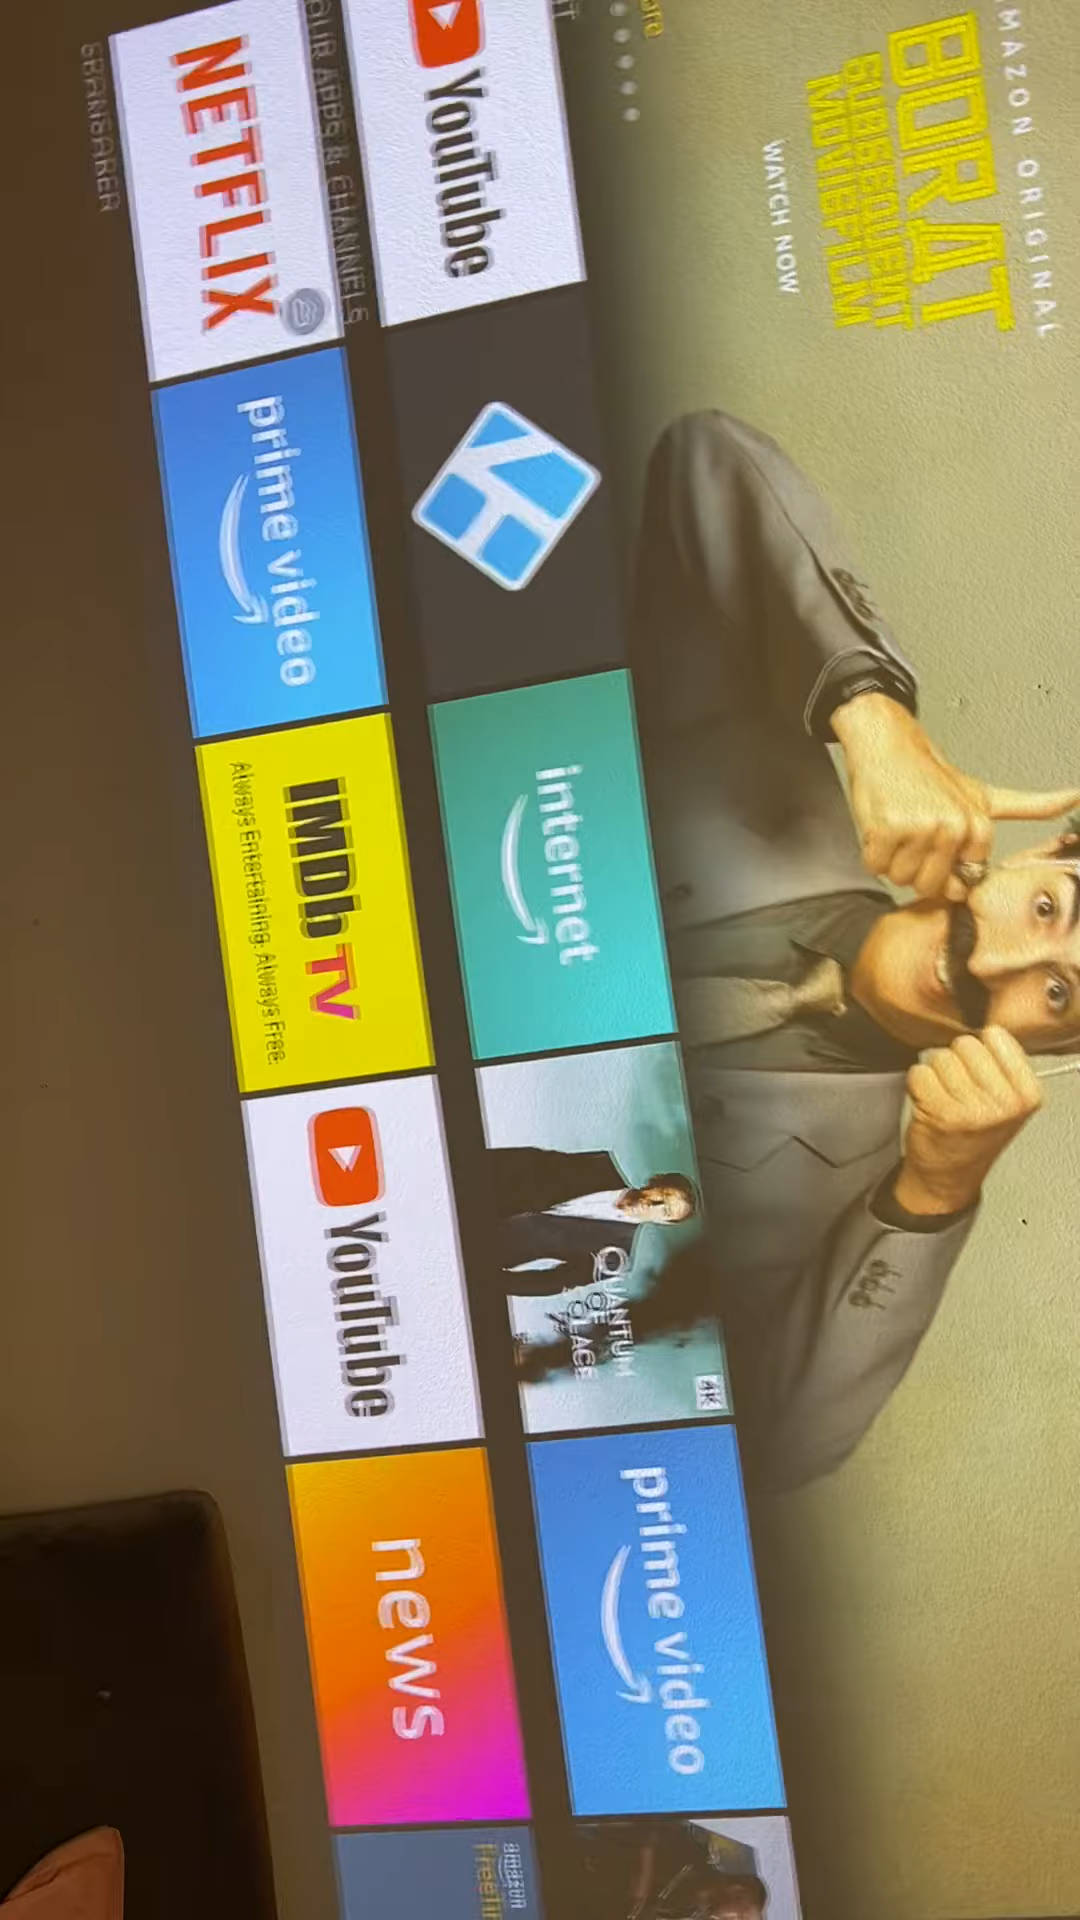 AMAZON ORIGINAL
BORAT
SUBSEQUENT
MOVIEFILM
WATCH NOW
YouTube
internet
QUANTUM
OF
SOLACE
4K
prime video
YOUR APPS & CHANNELS
NETFLIX
prime video
IMDb TV
Always Entertaining. Always Free.
YouTube
news
amazon